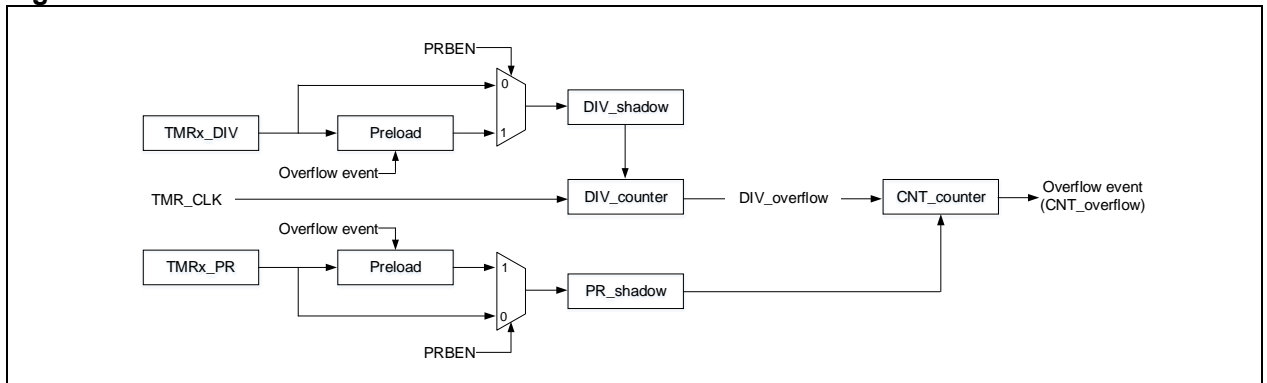 PRBEN
0
DIV_shadow
TMRx_DIV
Preload
1
Overflow event
TMR_CLK
DIV_counter
DIV_overflow
CNT_counter
Overflow event
(CNT_overflow)
Overflow event
TMRx_PR
Preload
1
PR_shadow
0
PRBEN